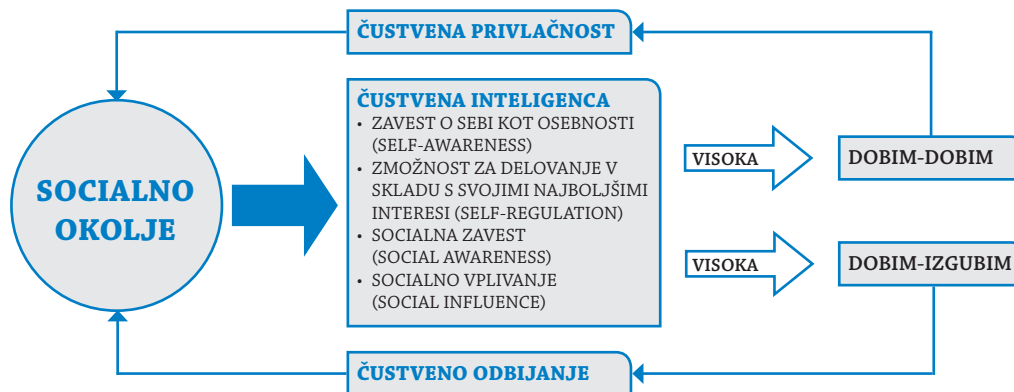 ČUSTVENA PRIVLAČNOST
SOCIALNO
OKOLJE
ČUSTVENA INTELIGENCA
• ZAVEST O SEBI KOT OSEBNOSTI
(SELF-AWARENESS)
• ZMOŽNOST ZA DELOVANJE V
SKLADU S SVOJIMI NAJBOLJŠIMI
INTERESI (SELF-REGULATION)
• SOCIALNA ZAVEST
(SOCIAL AWARENESS)
• SOCIALNO VPLIVANJE
(SOCIAL INFLUENCE)
VISOKA
DOBIM-DOBIM
VISOKA
DOBIM-IZGUBIM
ČUSTVENO ODBIJANJE